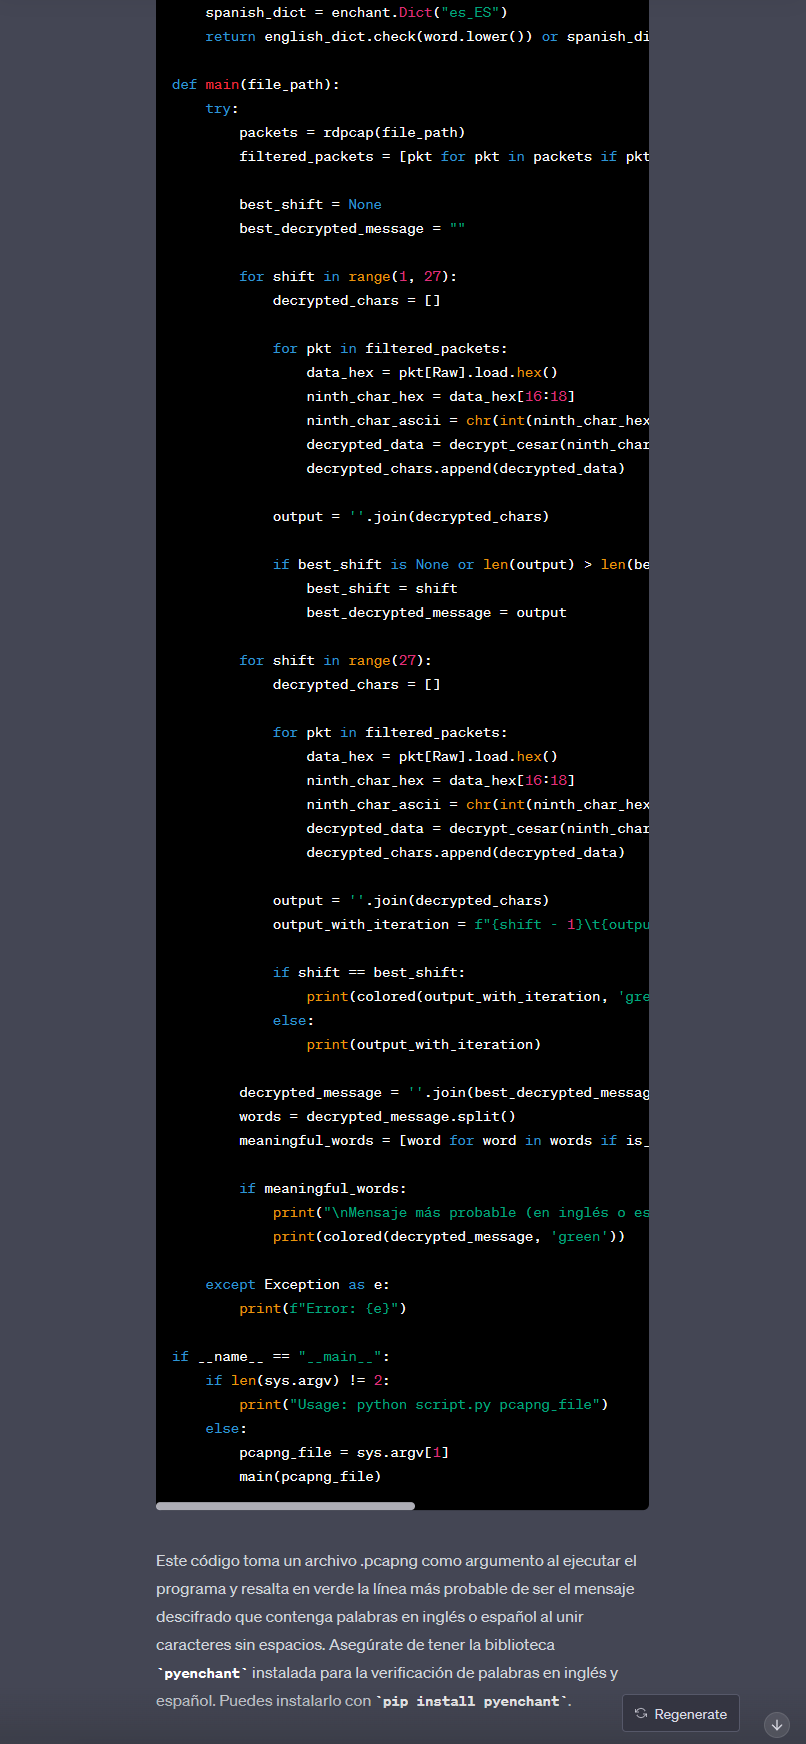 spanish_dict = enchant.Dict("es_ES")
    return english_dict.check(word.lower()) or spanish_di
def main(file_path):
    try:
        packets = rdpcap(file_path)
        filtered_packets = [pkt for pkt in packets if pkt
        best_shift = None
        best_decrypted_message = ""
        for shift in range(1, 27):
            decrypted_chars = []
            for pkt in filtered_packets:
                data_hex = pkt[Raw].load.hex()
                ninth_char_hex = data_hex[16:18]
                ninth_char_ascii = chr(int(ninth_char_hex
                decrypted_data = decrypt_cesar(ninth_char
                decrypted_chars.append(decrypted_data)
            output = ''.join(decrypted_chars)
            if best_shift is None or len(output) > len(be
                best_shift = shift
                best_decrypted_message = output
        for shift in range(27):
            decrypted_chars = []
            for pkt in filtered_packets:
                data_hex = pkt[Raw].load.hex()
                ninth_char_hex = data_hex[16:18]
                ninth_char_ascii = chr(int(ninth_char_hex
                decrypted_data = decrypt_cesar(ninth_char
                decrypted_chars.append(decrypted_data)
            output = ''.join(decrypted_chars)
            output_with_iteration = f"{shift - 1}\t{outpu
            if shift == best_shift:
                print(colored(output_with_iteration, 'gre
            else:
                print(output_with_iteration)
        decrypted_message = ''.join(best_decrypted_messag
        words = decrypted_message.split()
        meaningful_words = [word for word in words if is_
        if meaningful_words:
            print("\nMensaje más probable (en inglés o es
            print(colored(decrypted_message, 'green'))
    except Exception as e:
        print(f"Error: {e}")
if __name__ == "__main__":
    if len(sys.argv) != 2:
        print("Usage: python script.py pcapng_file")
    else:
        pcapng_file = sys.argv[1]
        main(pcapng_file)
Este código toma un archivo .pcapng como argumento al ejecutar el
programa y resalta en verde la línea más probable de ser el mensaje
descifrado que contenga palabras en inglés o español al unir
caracteres sin espacios. Asegúrate de tener la biblioteca
`pyenchant` instalada para la verificación de palabras en inglés y
español. Puedes instalarlo con `pip install pyenchant`.
Regenerate